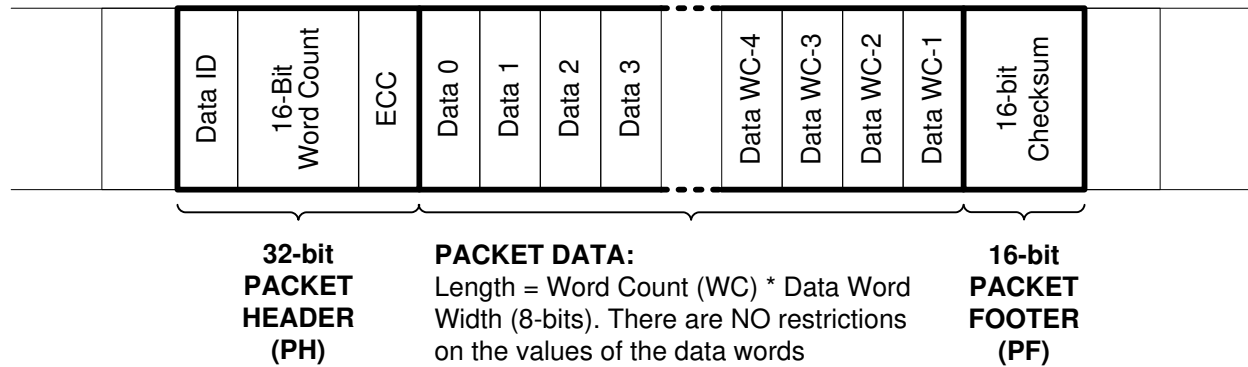 Data ID
16-Bit
Word Count
ECC
Data 0
Data 1
Data 2
Data 3
Data WC-4
Data WC-3
Data WC-2
Data WC-1
16-bit
Checksum
32-bit
PACKET
HEADER
(PH)
PACKET DATA:
Length = Word Count (WC) * Data Word
Width (8-bits). There are NO restrictions
on the values of the data words
16-bit
PACKET
FOOTER
(PF)